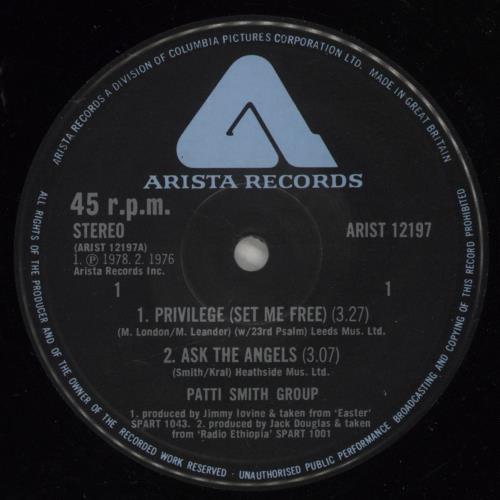 ARISTA RECORDS A DIVISION OF COLUMBIA PICTURES CORPORATION LTD. MADE IN GREAT BRITAIN
ARISTA RECORDS
45 r.p.m.
STEREO
ARIST 12197
(ARIST 12197A)
1. ℗ 1978. 2. 1976
Arista Records Inc.
1
1
1. PRIVILEGE (SET ME FREE) (3.27)
(M. London/M. Leander) (w/23rd Psalm) Leeds Mus. Ltd.
2. ASK THE ANGELS (3.07)
(Smith/Kral) Heathside Mus. Ltd.
PATTI SMITH GROUP
1. produced by Jimmy Iovine & taken from 'Easter'
SPART 1043. 2. produced by Jack Douglas & taken
from 'Radio Ethiopia' SPART 1001
ALL RIGHTS OF THE PRODUCER AND OF THE OWNER OF THE RECORDED WORK RESERVED · UNAUTHORISED PUBLIC PERFORMANCE BROADCASTING AND COPYING OF THIS RECORD PROHIBITED